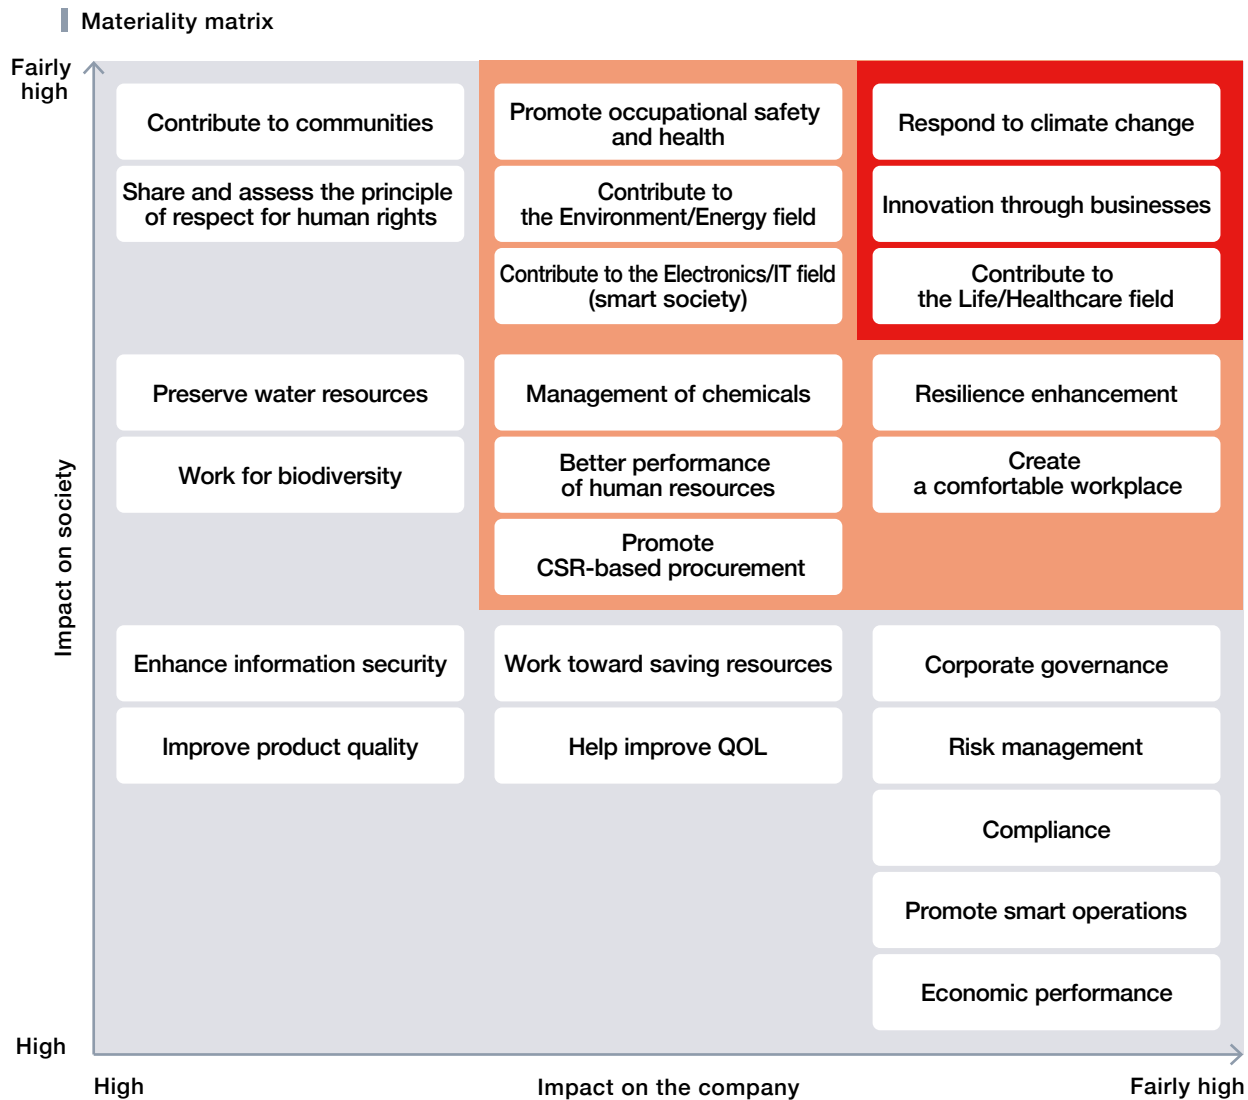 Materiality matrix
Fairly
high
Contribute to communities
Promote occupational safety
and health
Respond to climate change
Share and assess the principle
of respect for human rights
Contribute to
the Environment/Energy field
Innovation through businesses
Contribute to the Electronics/IT field
(smart society)
Contribute to
the Life/Healthcare field
Preserve water resources
Management of chemicals
Resilience enhancement
Work for biodiversity
Better performance
of human resources
Create
a comfortable workplace
Promote
CSR-based procurement
Impact on society
Enhance information security
Work toward saving resources
Corporate governance
Improve product quality
Help improve QOL
Risk management
Compliance
Promote smart operations
Economic performance
High
High
Impact on the company
Fairly high